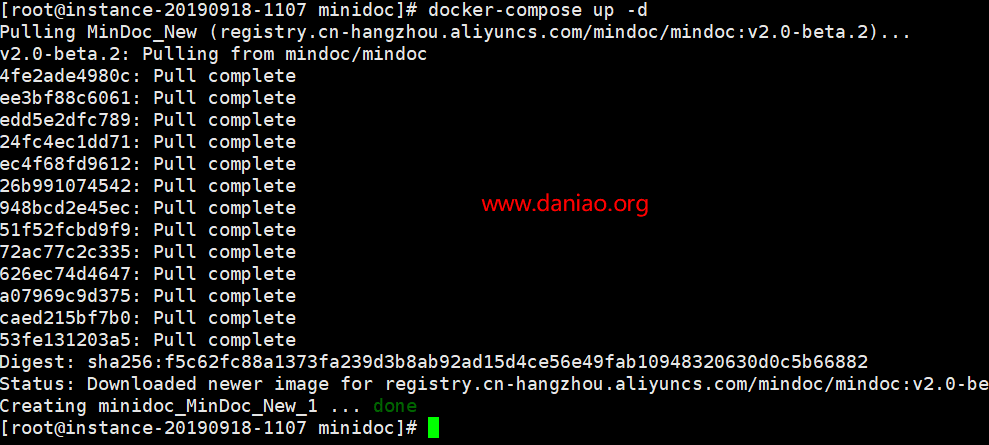 [root@instance-20190918-1107 minidoc]# docker-compose up -d
Pulling MinDoc_New (registry.cn-hangzhou.aliyuncs.com/mindoc/mindoc:v2.0-beta.2)...
v2.0-beta.2: Pulling from mindoc/mindoc
4fe2ade4980c: Pull complete
ee3bf88c6061: Pull complete
edd5e2dfc789: Pull complete
24fc4ec1dd71: Pull complete
ec4f68fd9612: Pull complete
26b991074542: Pull complete
948bcd2e45ec: Pull complete
www.daniao.org
51f52fcbd9f9: Pull complete
72ac77c2c335: Pull complete
626ec74d4647: Pull complete
a07969c9d375: Pull complete
caed215bf7b0: Pull complete
53fe131203a5: Pull complete
Digest: sha256:f5c62fc88a1373fa239d3b8ab92ad15d4ce56e49fab10948320630d0c5b66882
Status: Downloaded newer image for registry.cn-hangzhou.aliyuncs.com/mindoc/mindoc:v2.0-be
Creating minidoc_MinDoc_New_1 ... done
[root@instance-20190918-1107 minidoc]#